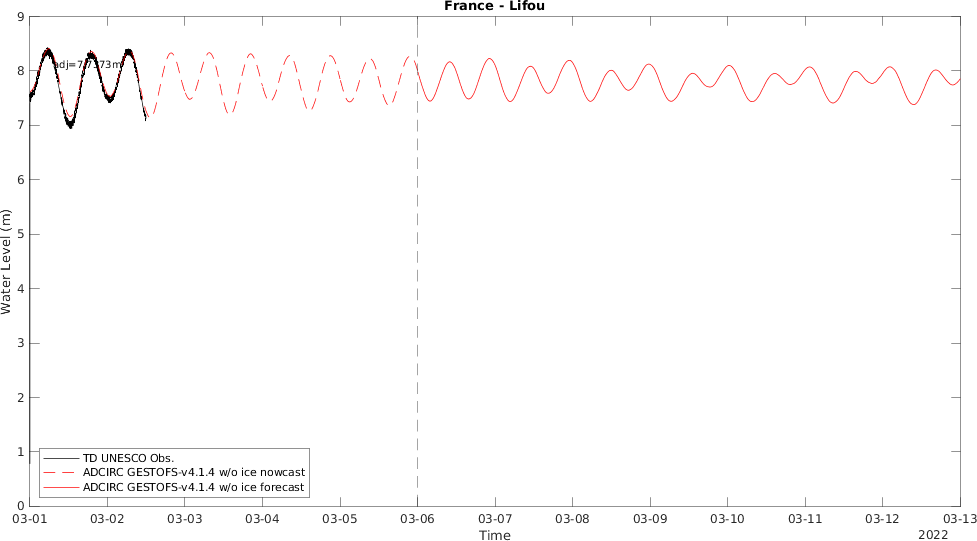 France - Lifou
9
8
7
6
5
4
3
2
1
0
Water Level (m)
TD UNESCO Obs.
ADCIRC GESTOFS-v4.1.4 w/o ice nowcast
ADCIRC GESTOFS-v4.1.4 w/o ice forecast
03-01 03-02 03-03 03-04 03-05 03-06 03-07 03-08 03-09 03-10 03-11 03-12 03-13
Time
2022